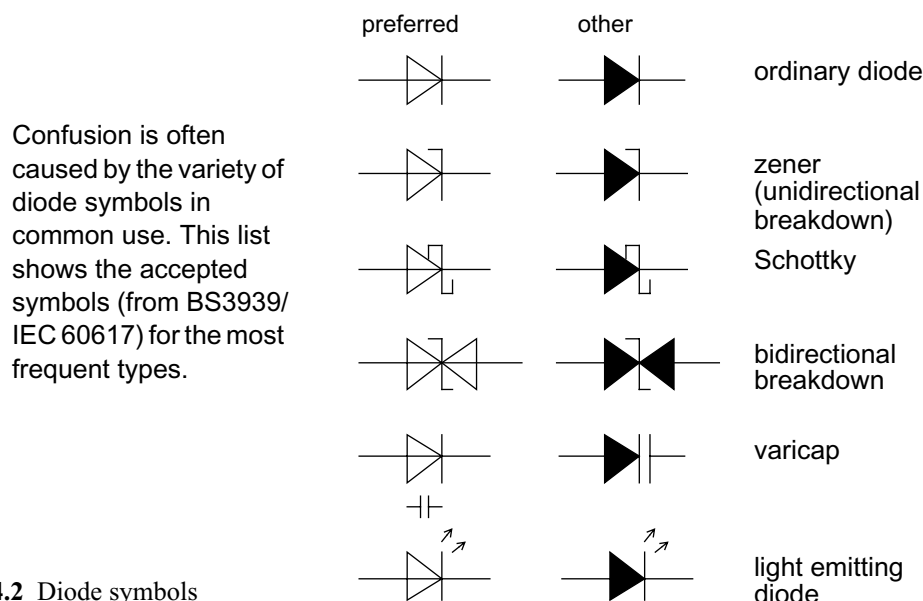 preferred
other
ordinary diode
Confusion is often
caused by the variety of
diode symbols in
common use. This list
shows the accepted
symbols (from BS3939/
IEC 60617) for the most
frequent types.
zener
(unidirectional
breakdown)
Schottky
bidirectional
breakdown
varicap
light emitting
diode
4.2 Diode symbols